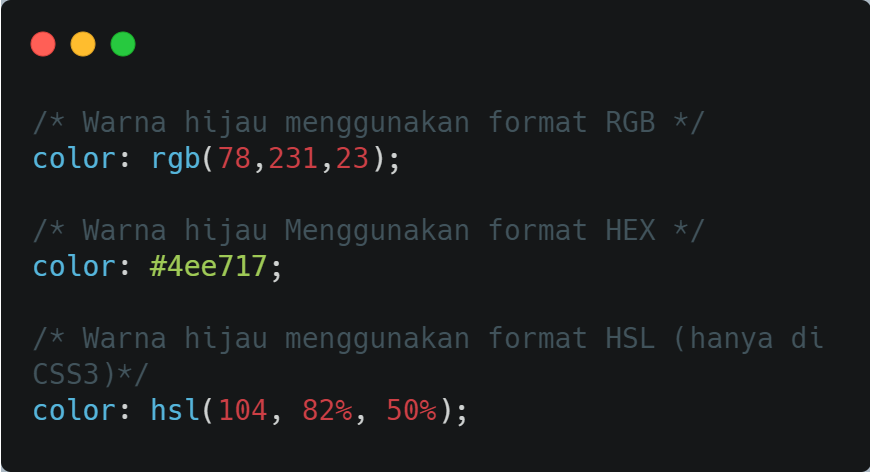 /* Warna hijau menggunakan format RGB */
color: rgb(78,231,23);
/* Warna hijau Menggunakan format HEX */
color: #4ee717;
/* Warna hijau menggunakan format HSL (hanya di
CSS3)*/
color: hsl(104, 82%, 50%);